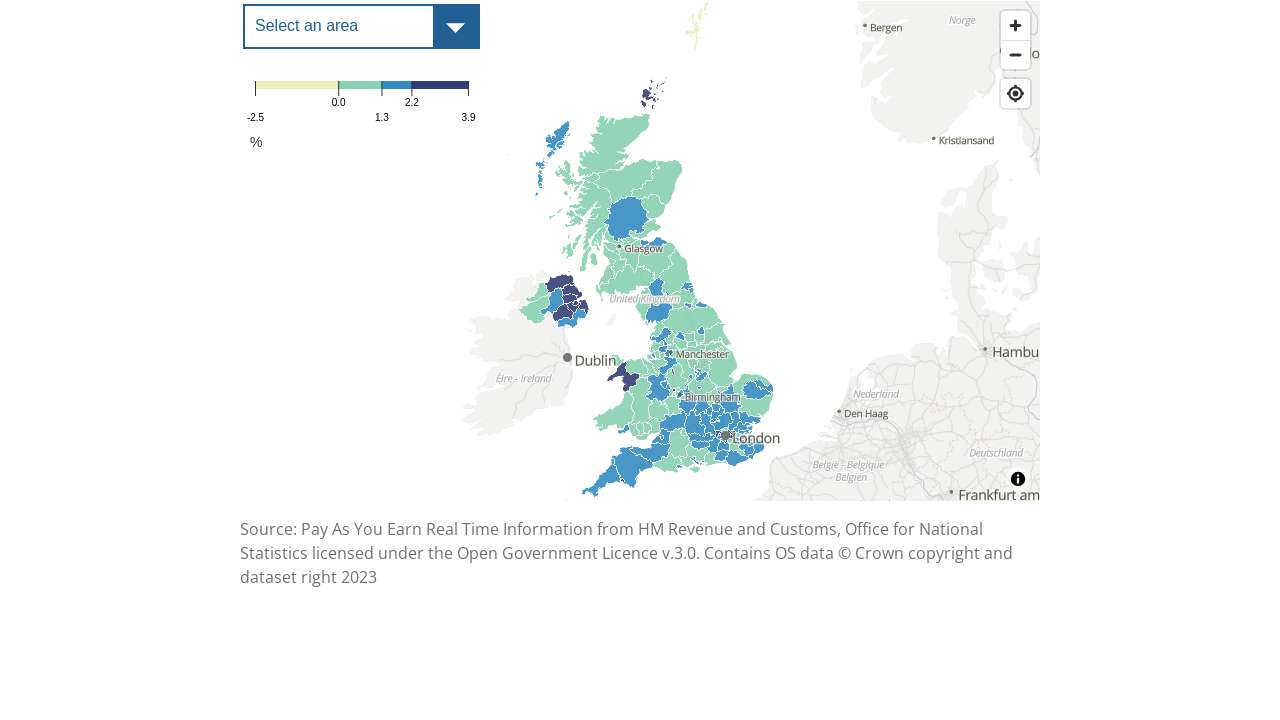 Select an area
0.0
2.2
-2.5
1.3
3.9
%
Bergen
Norge
Kristiansand
Glasgow
United Kingdom
Dublin
Manchester
Hambu
Éire - Ireland
Birmingham
Nederland
Den Haag
London
Deutschland
België - Belgique
Belgien
Frankfurt am
Source: Pay As You Earn Real Time Information from HM Revenue and Customs, Office for National
Statistics licensed under the Open Government Licence v.3.0. Contains OS data © Crown copyright and
dataset right 2023